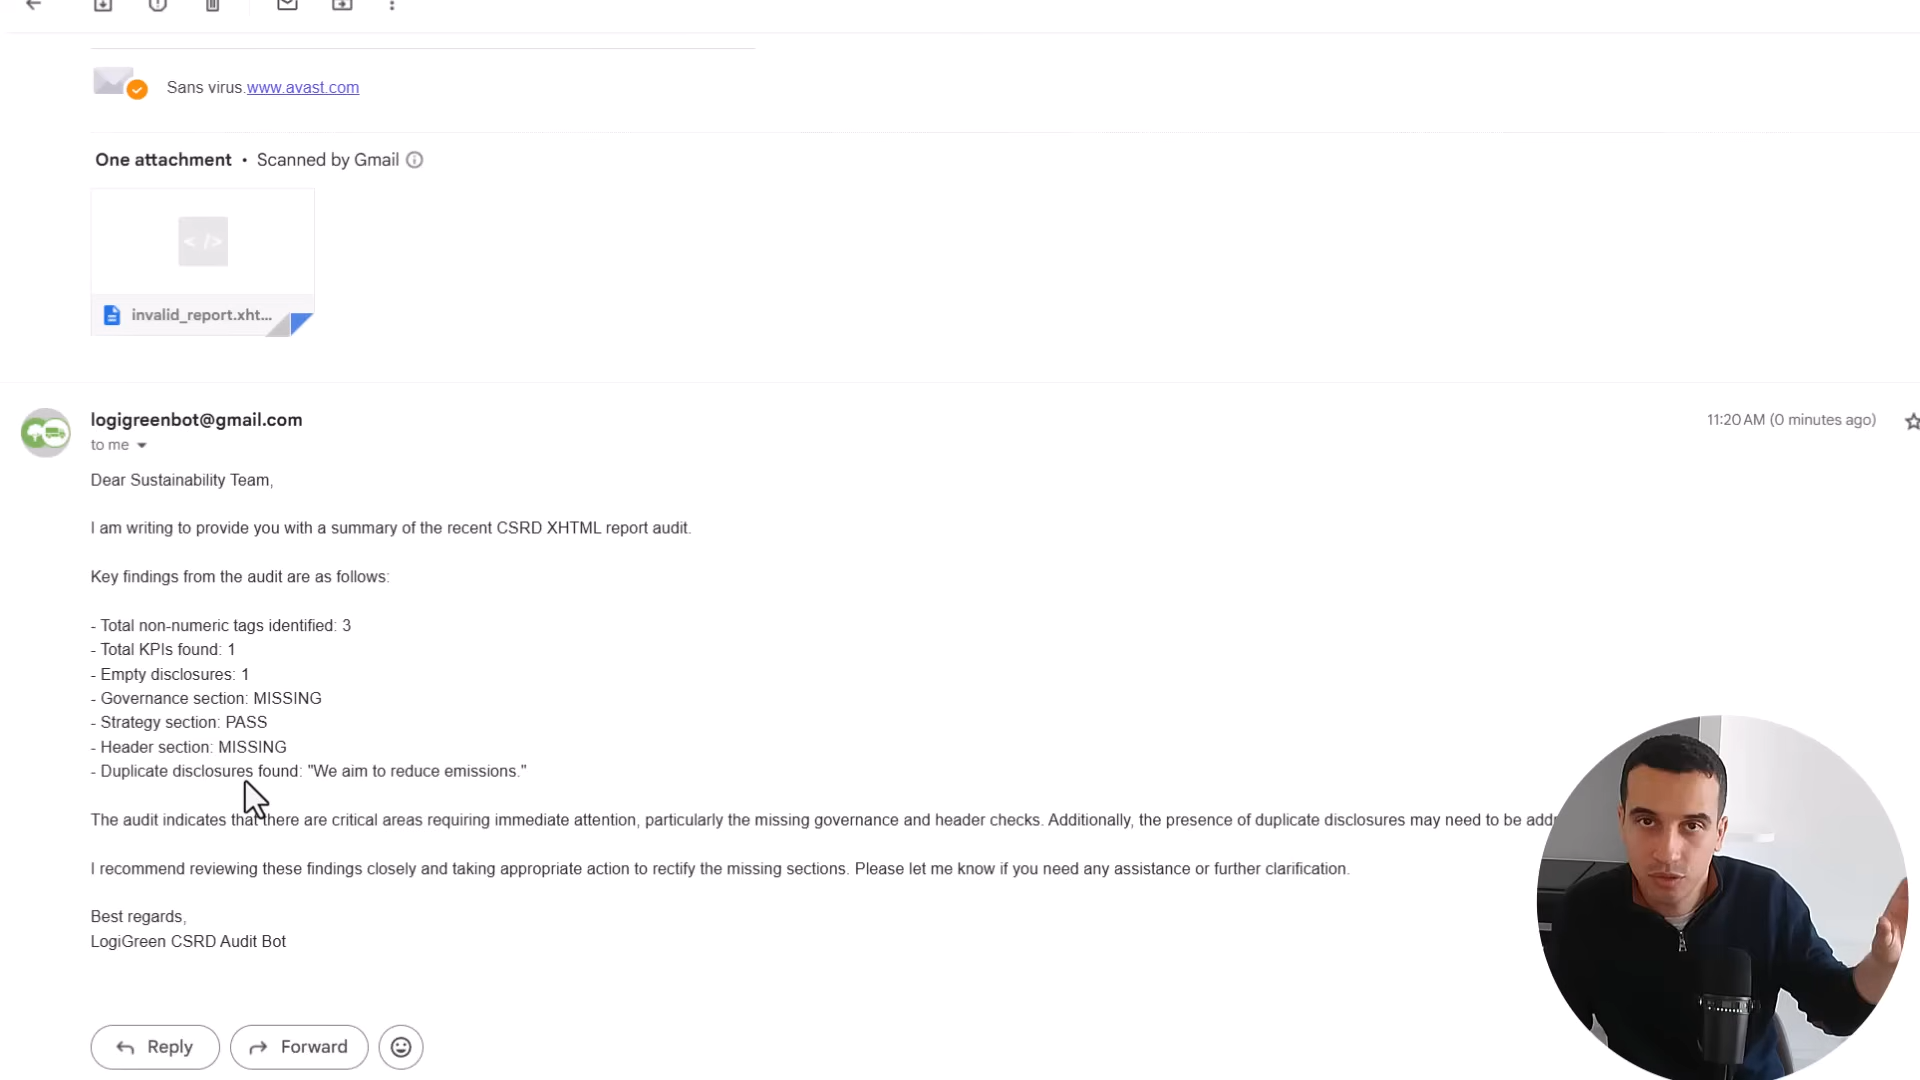 Sans virus.www.avast.com
One attachment • Scanned by Gmail
< />
invalid_report.xht...
logigreenbot@gmail.com
11:20 AM (0 minutes ago)
to me
Dear Sustainability Team,
I am writing to provide you with a summary of the recent CSRD XHTML report audit.
Key findings from the audit are as follows:
- Total non-numeric tags identified: 3
- Total KPIs found: 1
- Empty disclosures: 1
- Governance section: MISSING
- Strategy section: PASS
- Header section: MISSING
- Duplicate disclosures found: "We aim to reduce emissions."
The audit indicates that there are critical areas requiring immediate attention, particularly the missing governance and header checks. Additionally, the presence of duplicate disclosures may need to be
I recommend reviewing these findings closely and taking appropriate action to rectify the missing sections. Please let me know if you need any assistance or further clarification.
Best regards,
LogiGreen CSRD Audit Bot
Reply
Forward